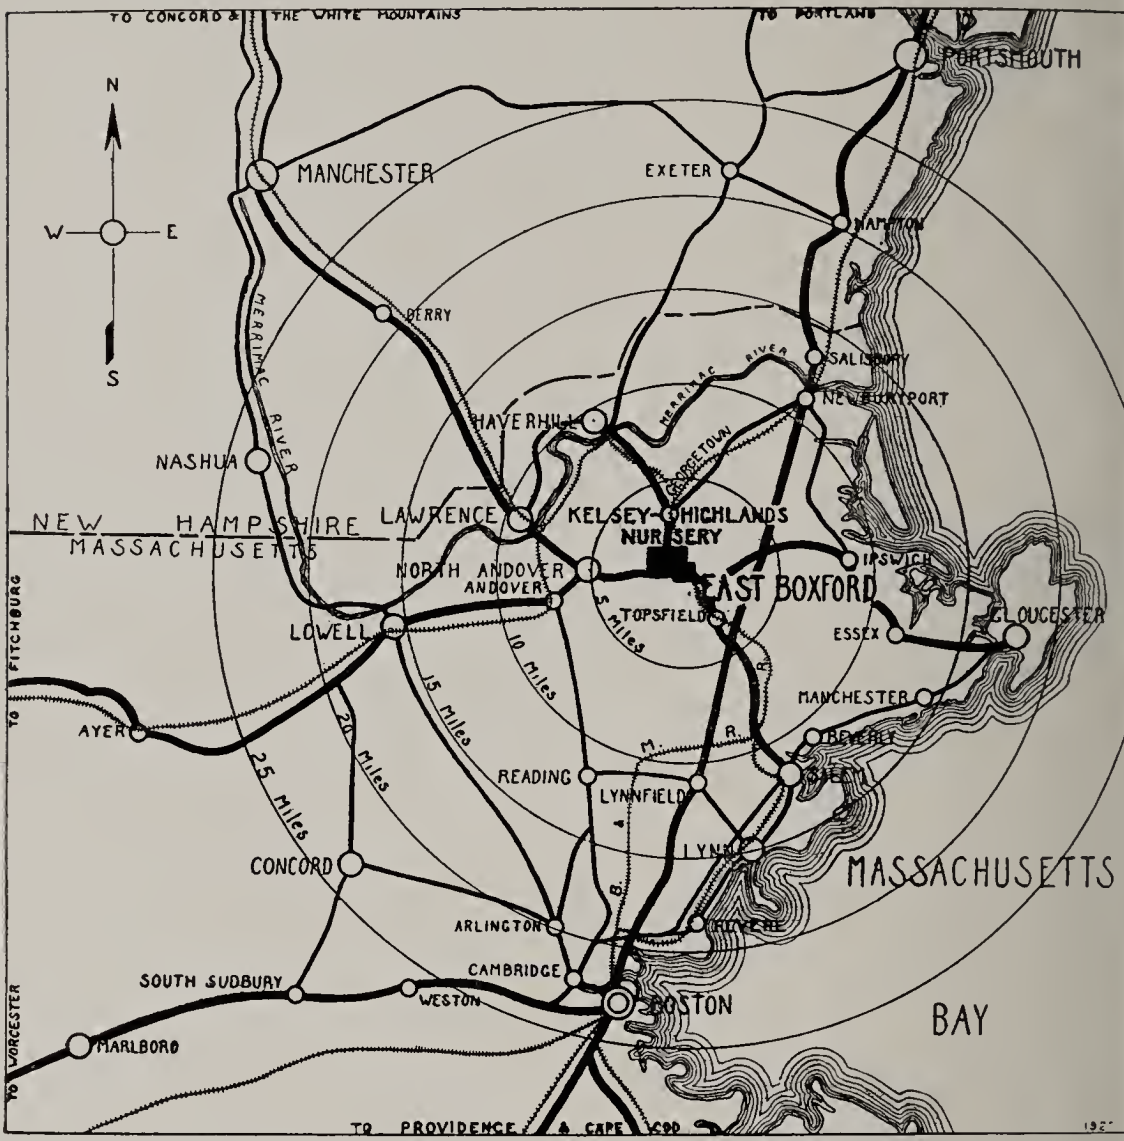 TO CONCORD & THE WHITE MOUNTAINS
TO PORTLAND
PORTSMOUTH
N
W E
S
MANCHESTER
EXETER
HAMPTON
MERRIMAC RIVER
DERRY
SALISBURY
MERRIMAC RIVER
NEWBURYPORT
HAVERHILL
GEORGETOWN
NASHUA
NEW HAMPSHIRE
MASSACHUSETTS
LAWRENCE
KELSEY-HIGHLANDS
NURSERY
NORTH ANDOVER
ANDOVER
IPSWICH
EAST BOXFORD
TO FITCHBURG
LOWELL
5 Miles
TOPSFIELD
ESSEX
GLOUCESTER
10 Miles
15 Miles
20 Miles
25 Miles
R.
MANCHESTER
AYER
BEVERLY
B. & M. R.
READING
LYNNFIELD
SALEM
LYNN
CONCORD
MASSACHUSETTS
ARLINGTON
REVERE
CAMBRIDGE
SOUTH SUDBURY
WESTON
BOSTON
BAY
TO WORCESTER
MARLBORO
TO PROVIDENCE & CAPE COD